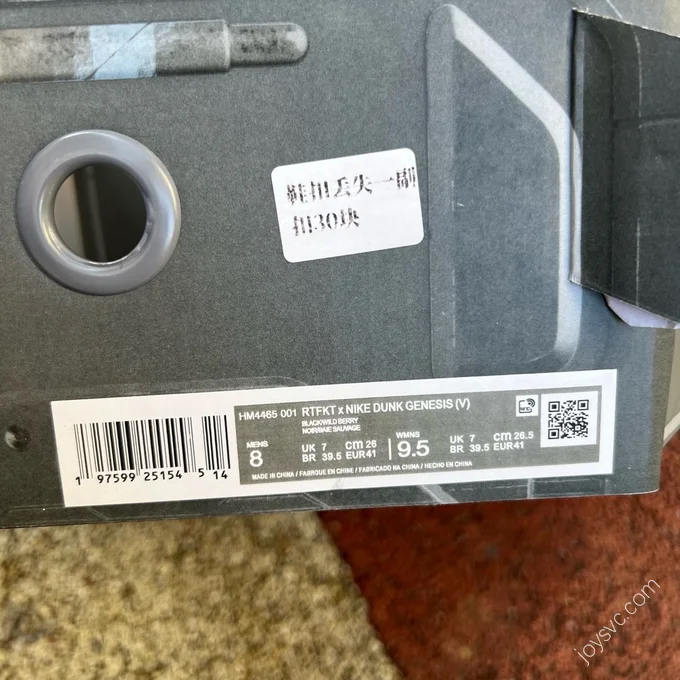 鞋扣丢失一副
扣30块
1 97599 25154 5 14
HM4465 001 RTFKT x NIKE DUNK GENESIS (V)
BLACK/WILD BERRY
NOIR/BAIE SAUVAGE
MENS 8 UK 7 CM 26 BR 39.5 EUR41
WMNS 9.5 UK 7 CM 26.5 BR 39.5 EUR41
MADE IN CHINA / FABRIQUE EN CHINE / FABRICADO NA CHINA / HECHO EN CHINA
joysvc.com